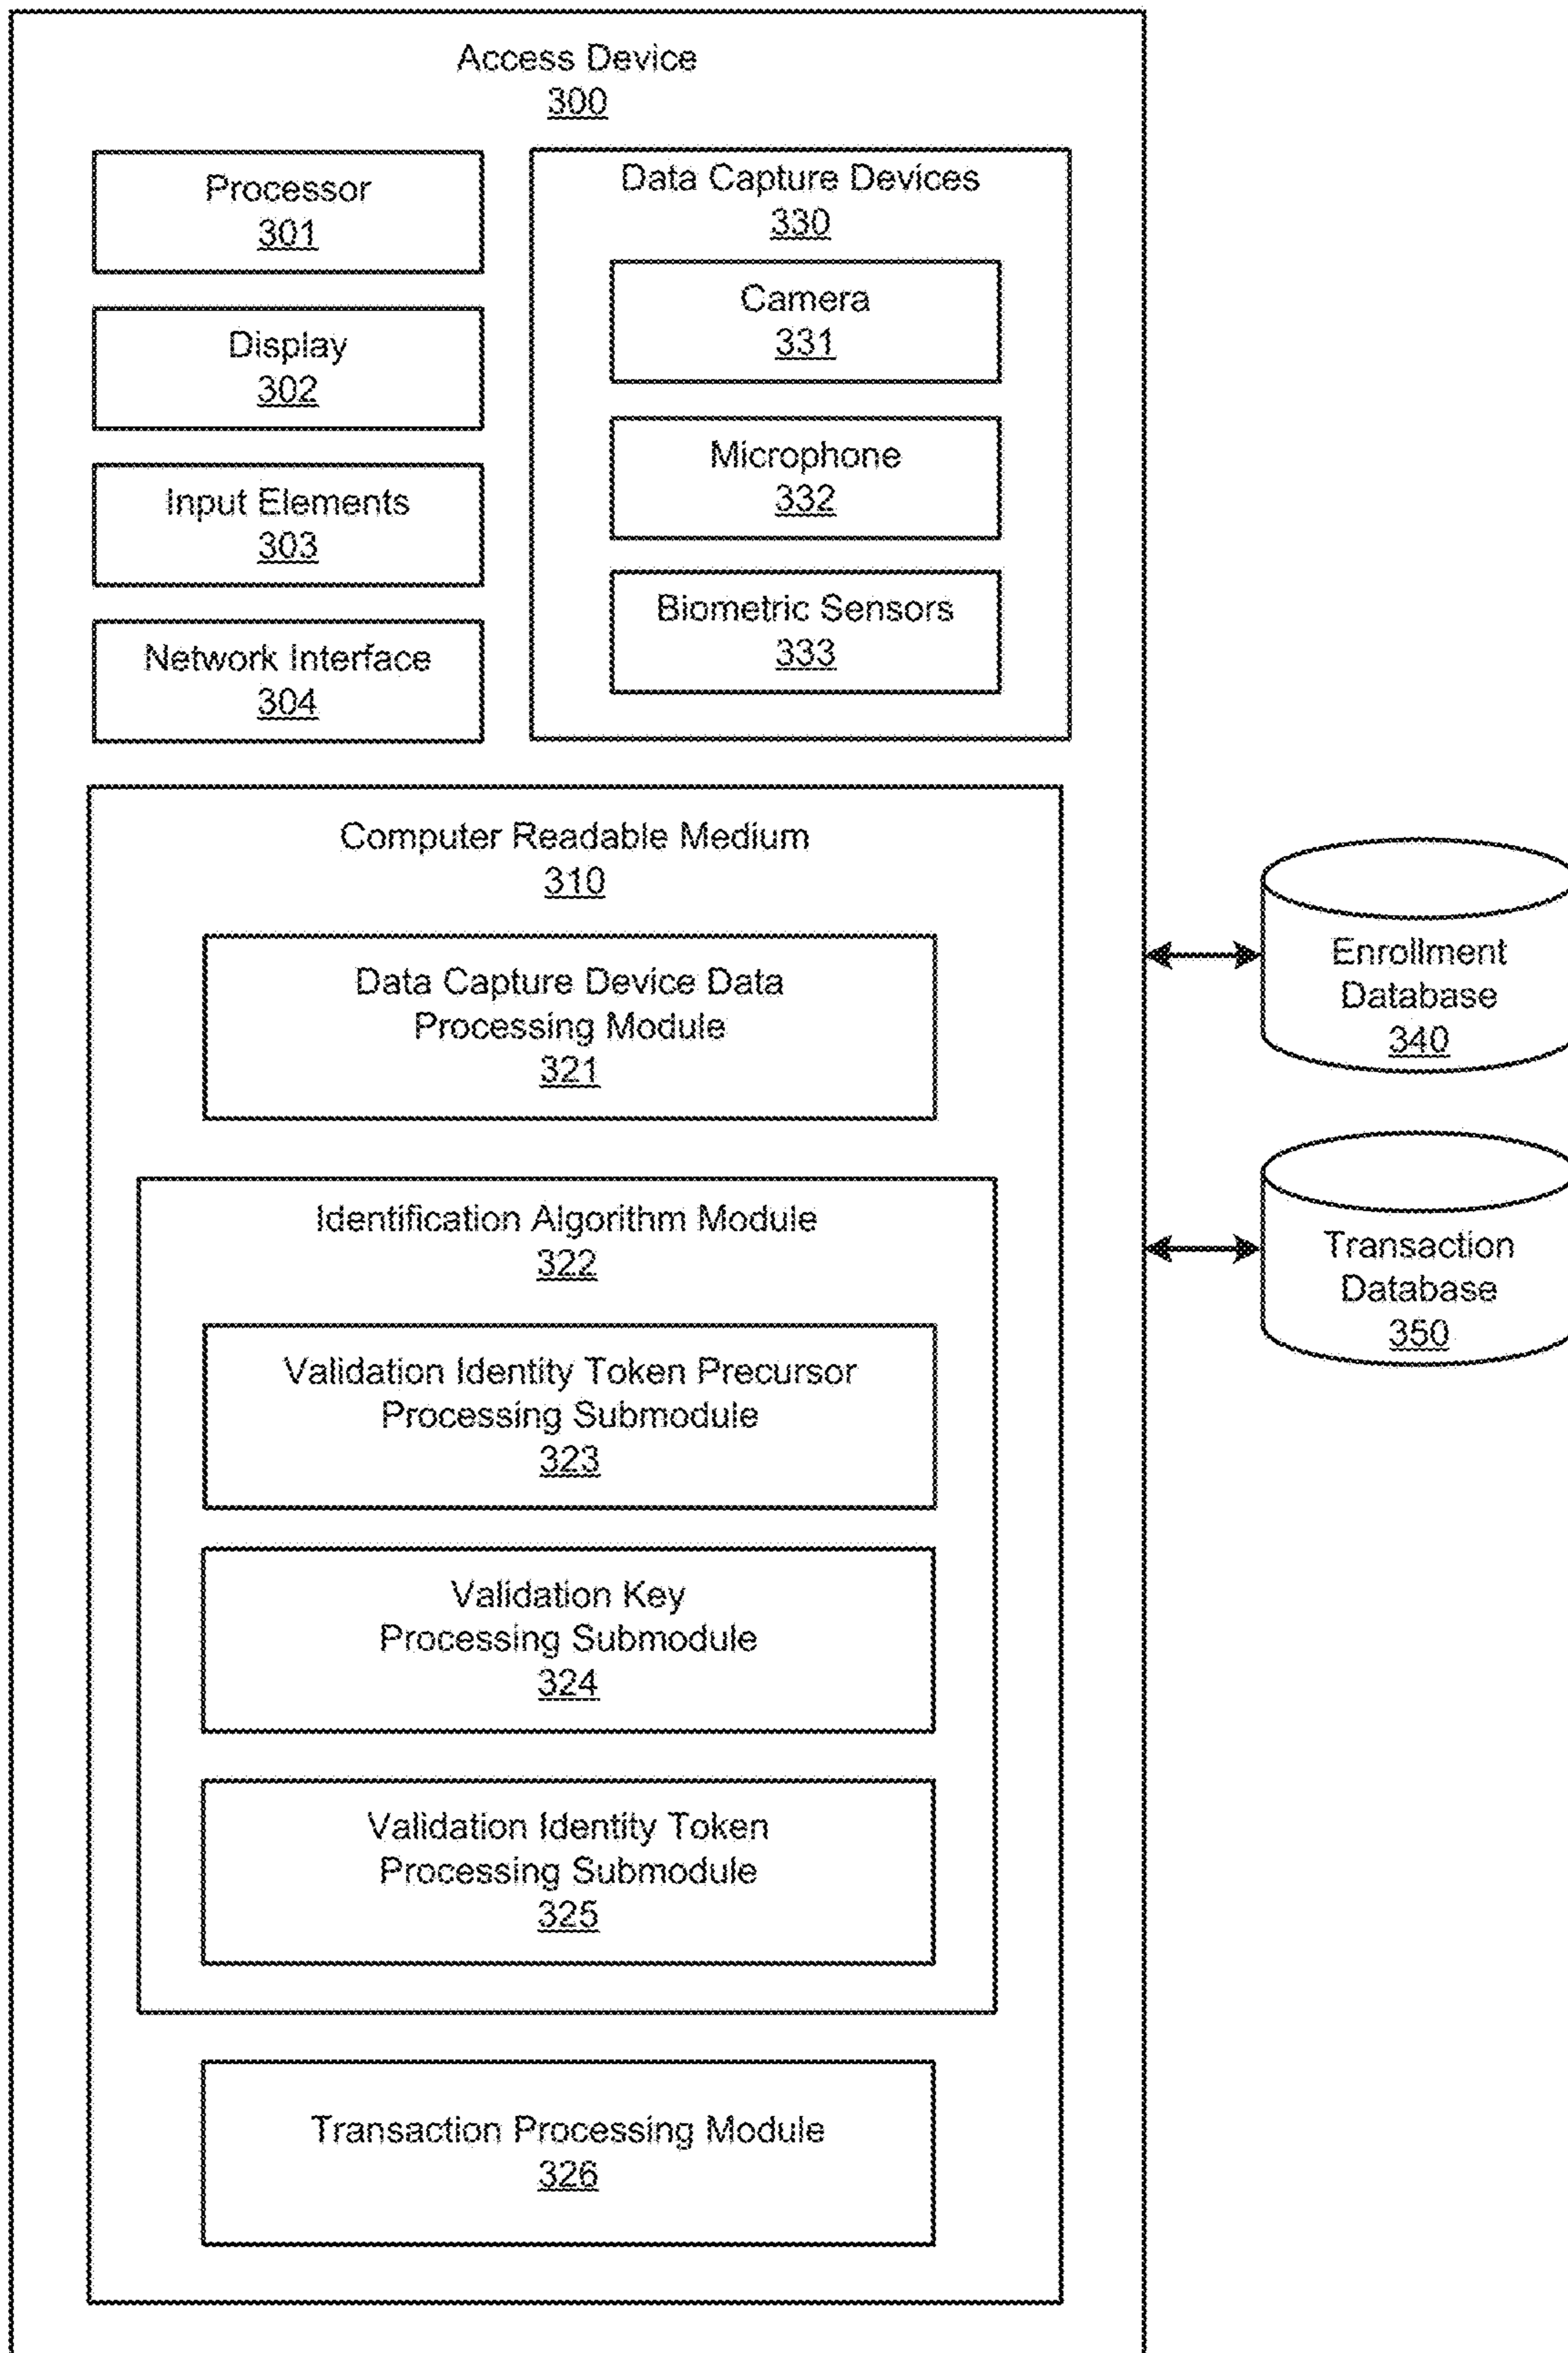 Access Device
300
Processor
301
Display
302
Input Elements
303
Network Interface
304
Data Capture Devices
330
Camera
331
Microphone
332
Biometric Sensors
333
Computer Readable Medium
310
Data Capture Device Data
Processing Module
321
Identification Algorithm Module
322
Validation Identity Token Precursor
Processing Submodule
323
Validation Key
Processing Submodule
324
Validation Identity Token
Processing Submodule
325
Transaction Processing Module
326
Enrollment
Database
340
Transaction
Database
350